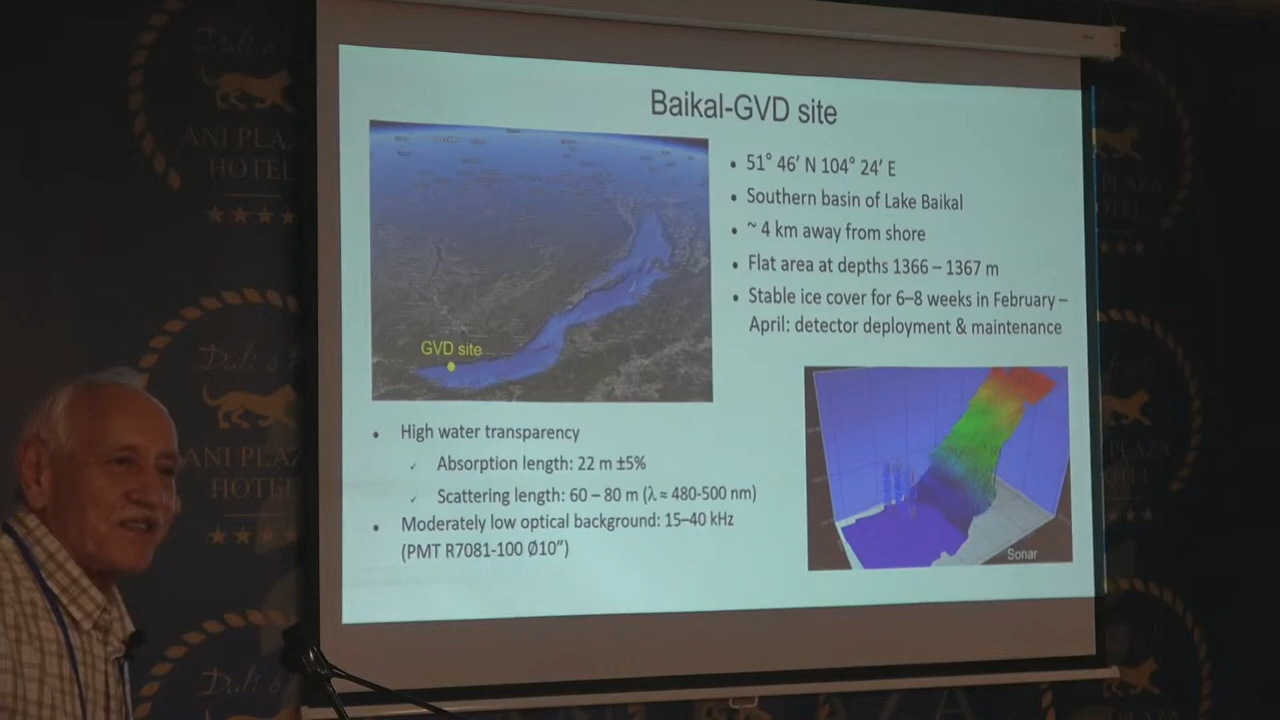 Baikal-GVD site
GVD site
• 51° 46′ N 104° 24′ E
• Southern basin of Lake Baikal
• ~ 4 km away from shore
• Flat area at depths 1366 – 1367 m
• Stable ice cover for 6–8 weeks in February –
April: detector deployment & maintenance
• High water transparency
✓ Absorption length: 22 m ±5%
✓ Scattering length: 60 – 80 m (λ ≈ 480-500 nm)
• Moderately low optical background: 15–40 kHz
(PMT R7081-100 Ø10″)
Sonar
ANI PLAZA
HOTEL
ANI PLAZ
HOTEL